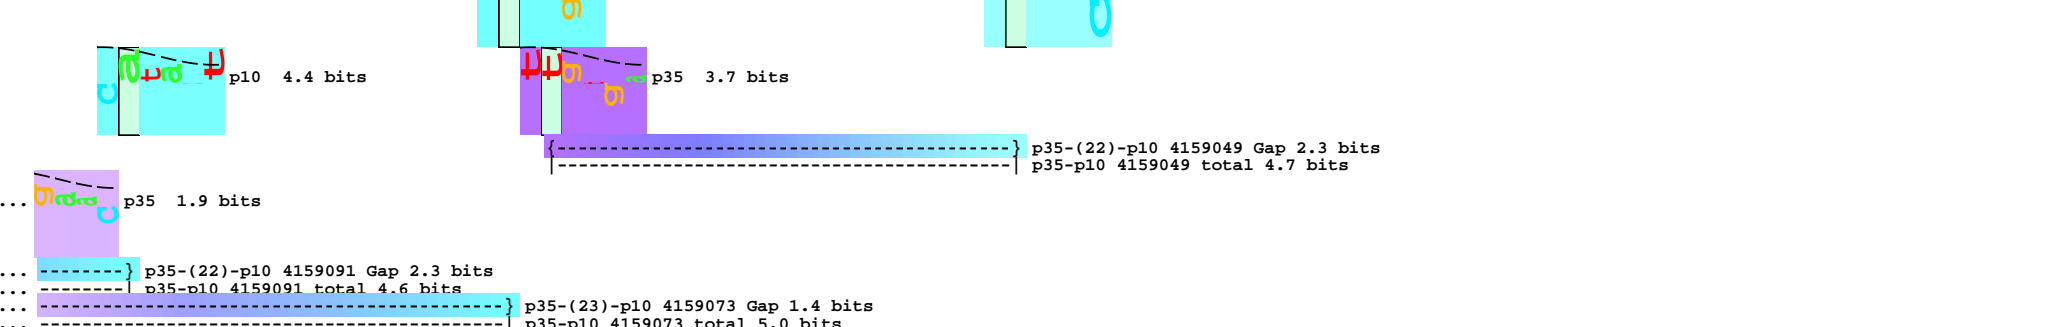 g
c a t a t p10 4.4 bits
t t g g a p35 3.7 bits
{-------------------------------------------} p35-(22)-p10 4159049 Gap 2.3 bits
|-------------------------------------------| p35-p10 4159049 total 4.7 bits
... g a a c p35 1.9 bits
... --------} p35-(22)-p10 4159091 Gap 2.3 bits
... --------| p35-p10 4159091 total 4.6 bits
... --------------------------------------------} p35-(23)-p10 4159073 Gap 1.4 bits
... --------------------------------------------| p35-p10 4159073 total 5.0 bits